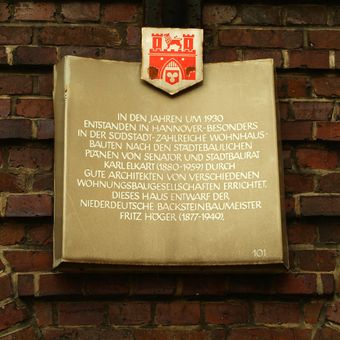 IN DEN JAHREN UM 1930
ENTSTANDEN IN HANNOVER-BESONDERS
IN DER SÜDSTADT-ZAHLREICHE WOHNHAUS-
BAUTEN NACH DEN STÄDTEBAULICHEN
PLÄNEN VON SENATOR UND STADTBAURAT
KARL ELKART (1880-1959) DURCH
GUTE ARCHITEKTEN VON VERSCHIEDENEN
WOHNUNGSBAUGESELLSCHAFTEN ERRICHTET.
DIESES HAUS ENTWARF DER
NIEDERDEUTSCHE BACKSTEINBAUMEISTER
FRITZ HÖGER (1877-1949).
101